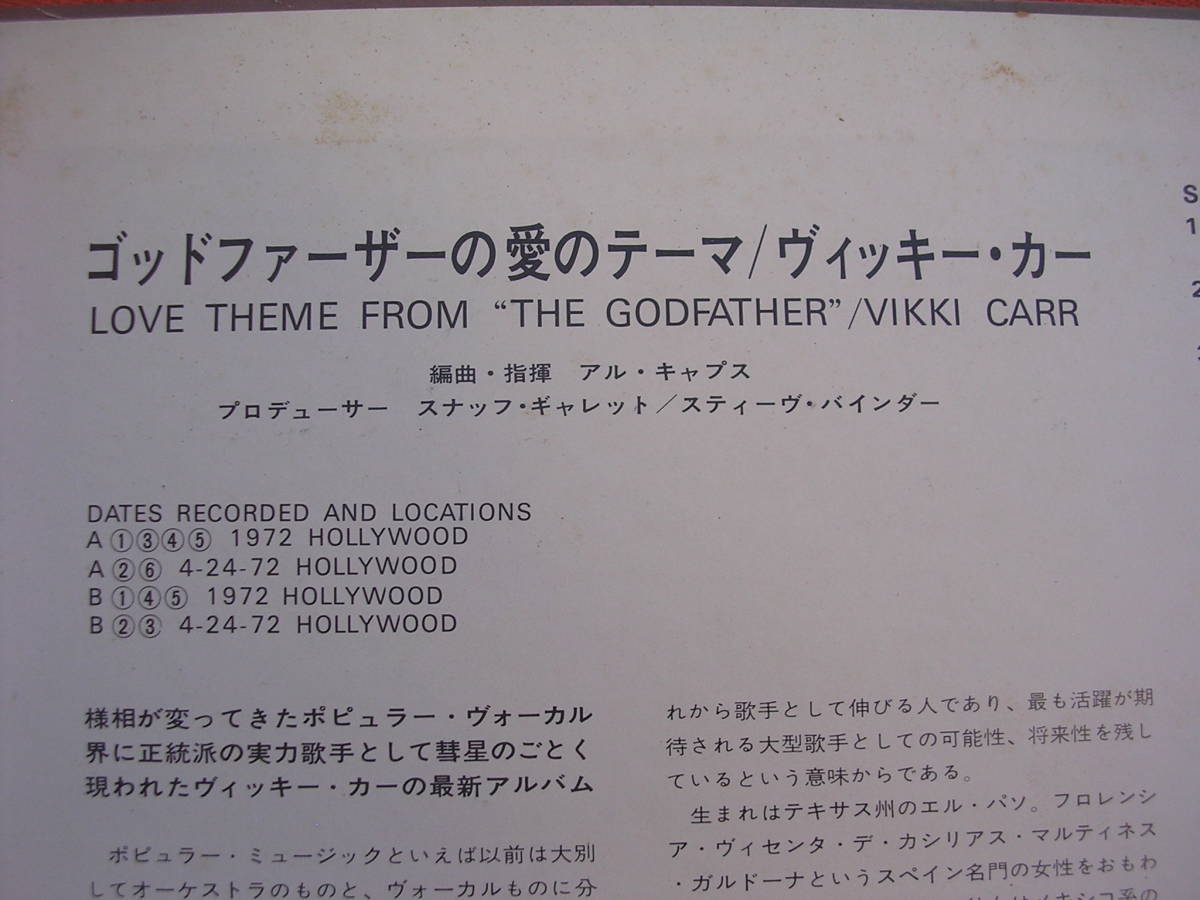 ゴッドファーザーの愛のテーマ/ヴィッキー・カー
LOVE THEME FROM “THE GODFATHER”/VIKKI CARR
編曲・指揮 アル・キャプス
プロデューサー スナッフ・ギャレット/スティーヴ・バインダー
DATES RECORDED AND LOCATIONS
A①③④⑤ 1972 HOLLYWOOD
A②⑥ 4-24-72 HOLLYWOOD
B①④⑤ 1972 HOLLYWOOD
B②③ 4-24-72 HOLLYWOOD
様相が変ってきたポピュラー・ヴォーカル
界に正統派の実力歌手として彗星のごとく
現われたヴィッキー・カーの最新アルバム
ポピュラー・ミュージックといえば以前は大別
してオーケストラのものと、ヴォーカルものに分
れから歌手として伸びる人であり、最も活躍が期
待される大型歌手としての可能性、将来性を残し
ているという意味からである。
生まれはテキサス州のエル・パソ。フロレンシ
ア・ヴィセンタ・デ・カシリアス・マルティネス
・ガルドーナというスペイン名門の女性をおもわ
メキシコ系の
S
1
2